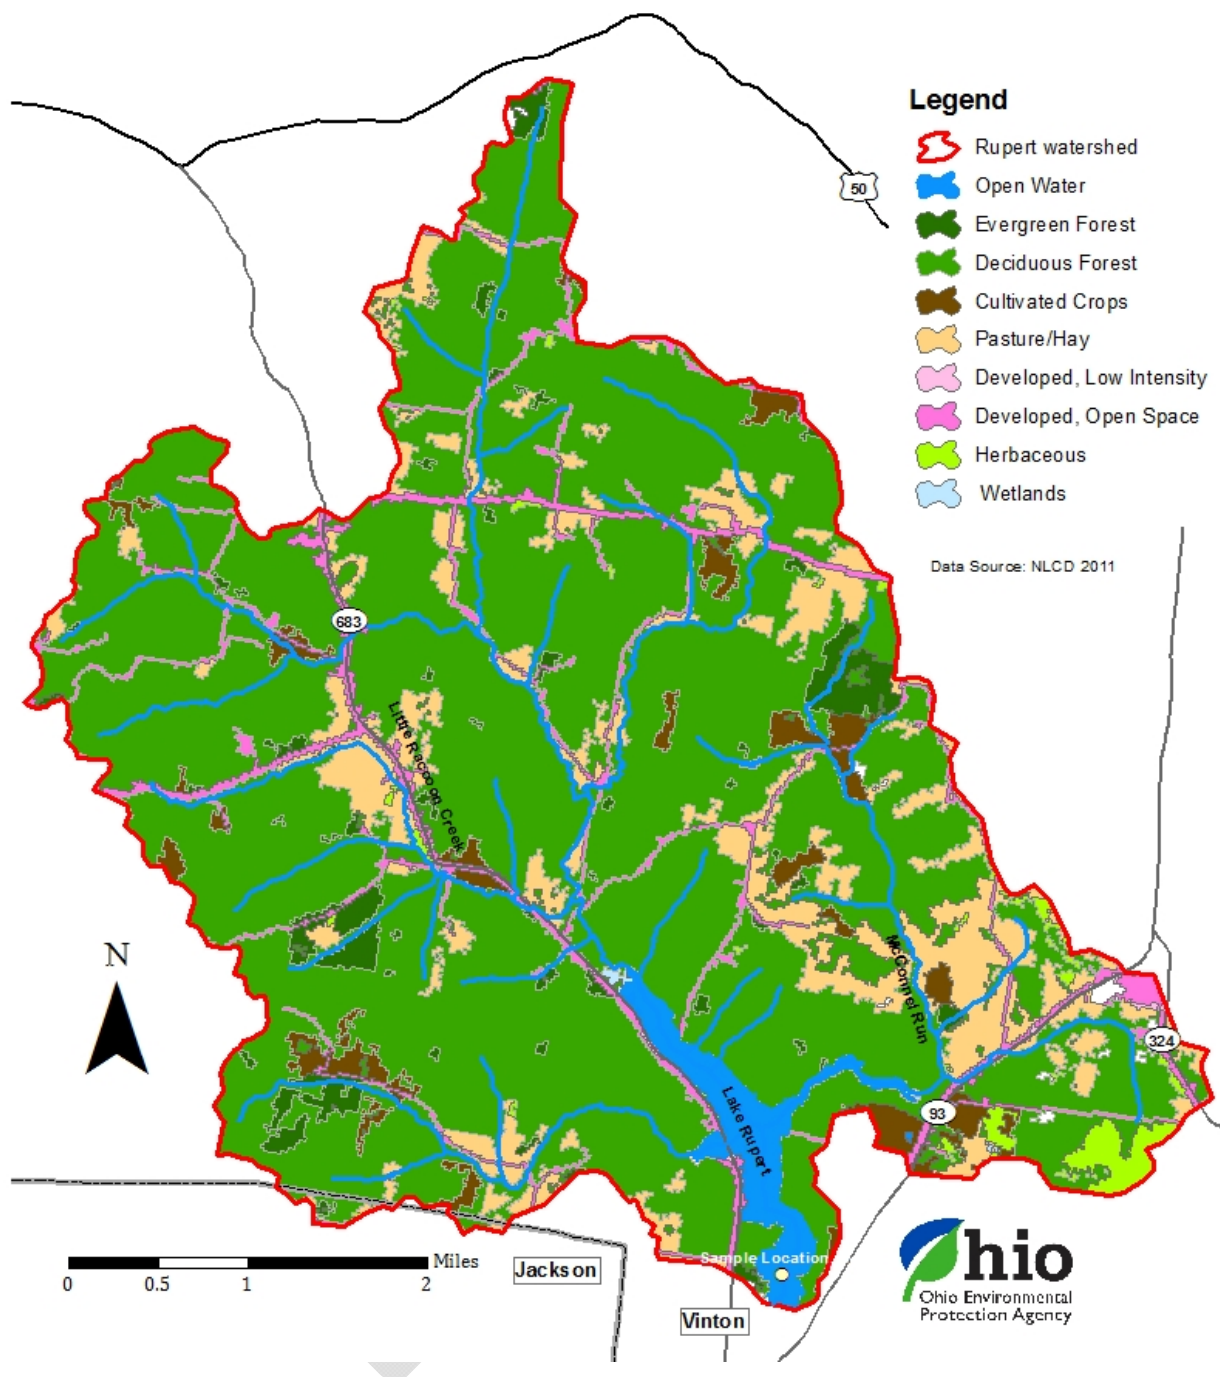 Legend
Rupert watershed
Open Water
Evergreen Forest
Deciduous Forest
Cultivated Crops
Pasture/Hay
Developed, Low Intensity
Developed, Open Space
Herbaceous
Wetlands
Data Source: NLCD 2011
50
683
Little Raccoon Creek
McConnel Run
N
324
93
Lake Rupert
Sample Location
Miles
0 0.5 1 2
Jackson
Vinton
Ohio
Ohio Environmental
Protection Agency